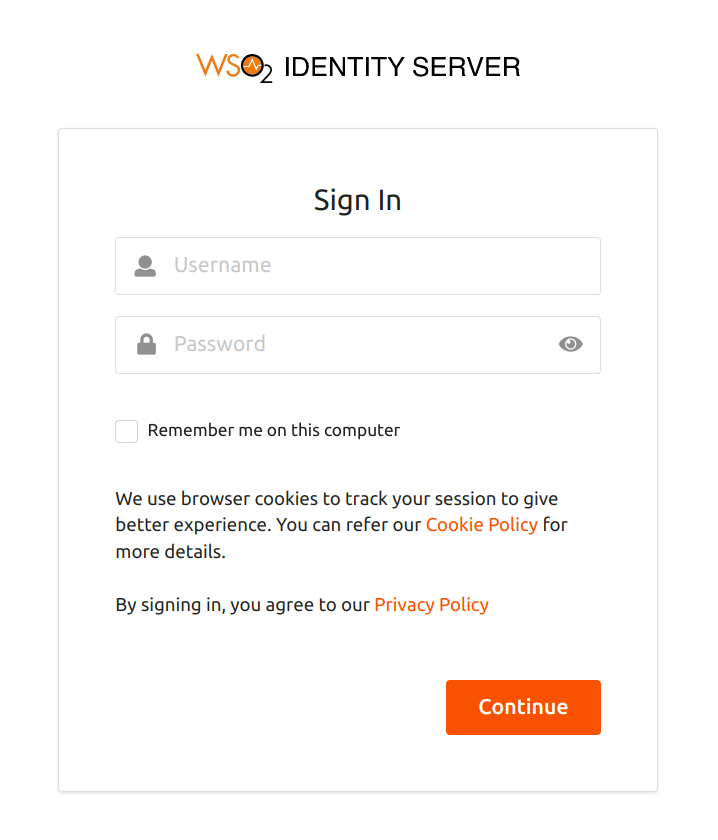 WSO2 IDENTITY SERVER
Sign In
Username
Password
Remember me on this computer
We use browser cookies to track your session to give
better experience. You can refer our Cookie Policy for
more details.
By signing in, you agree to our Privacy Policy
Continue